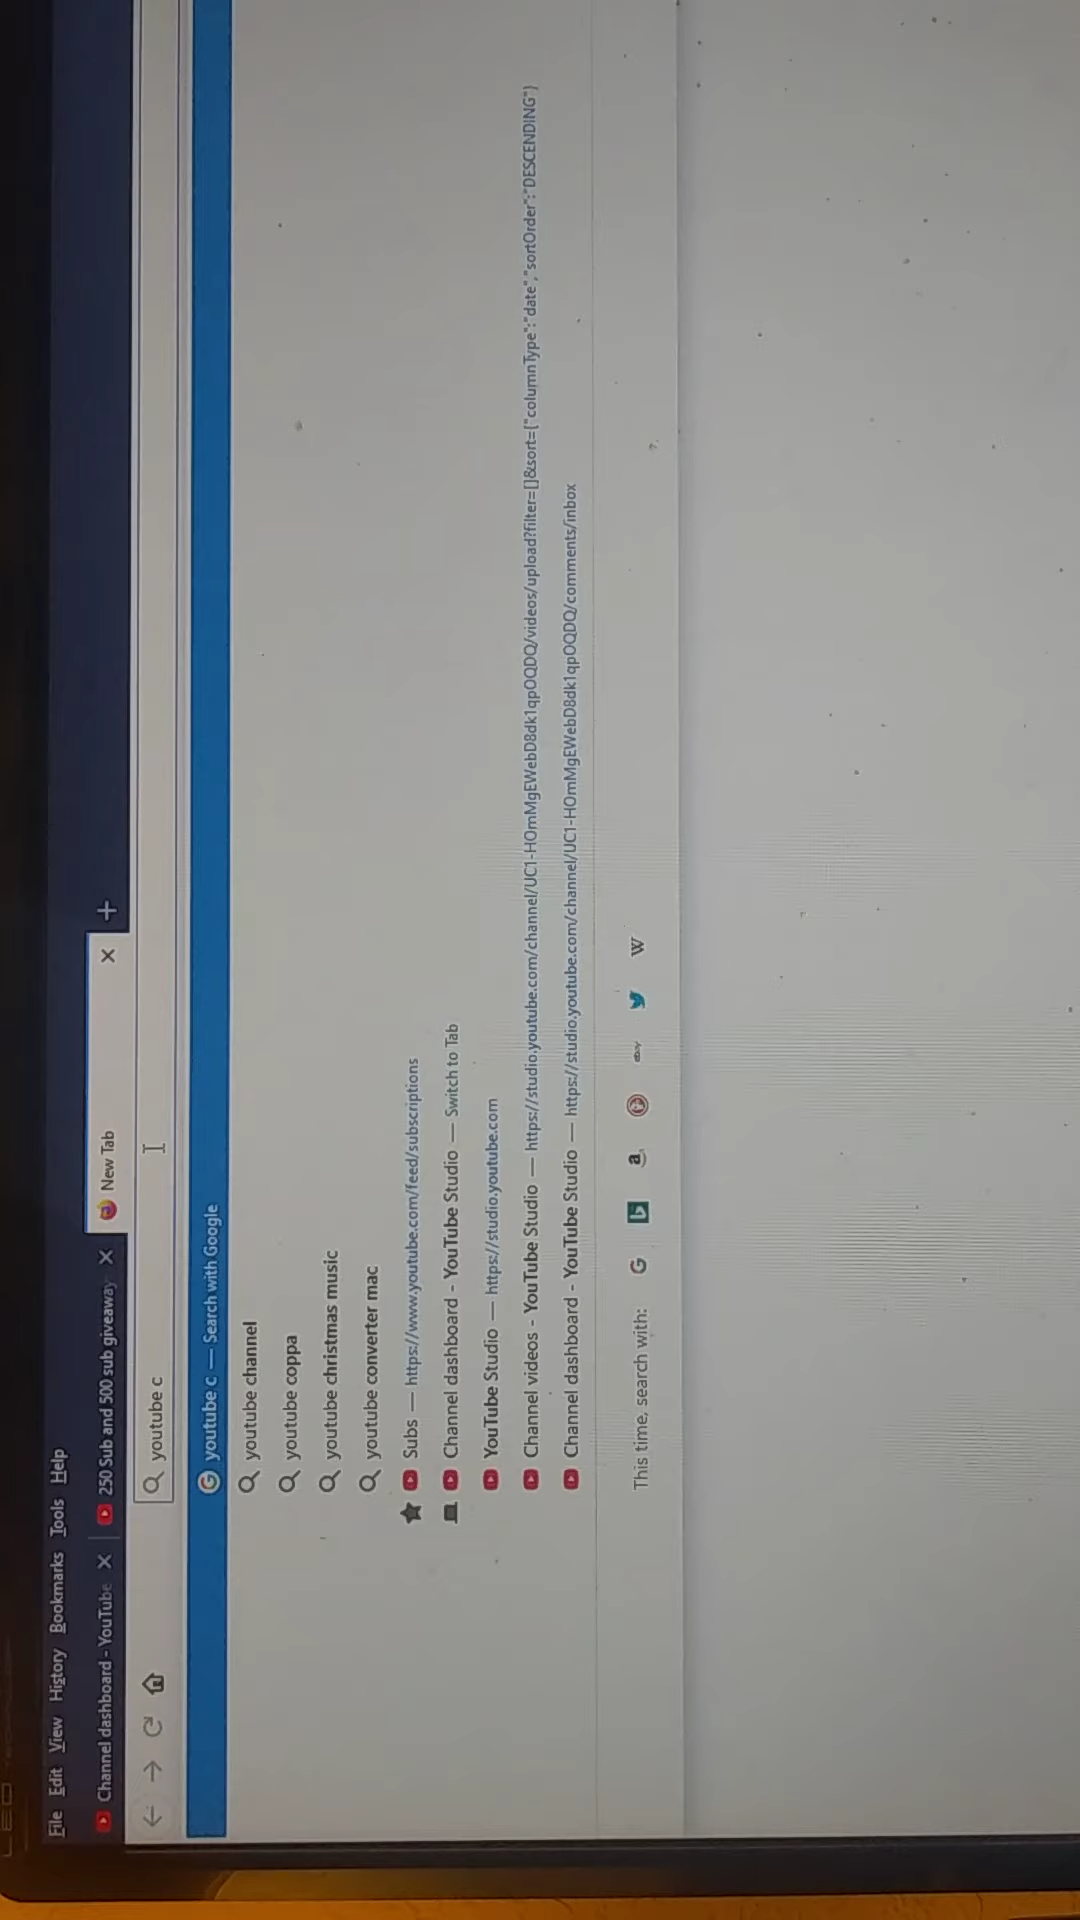 File Edit View History Bookmarks Tools Help
Channel dashboard - YouTube
250 Sub and 500 sub giveaway
New Tab
youtube c
youtube c — Search with Google
youtube channel
youtube coppa
youtube christmas music
youtube converter mac
Subs — https://www.youtube.com/feed/subscriptions
Channel dashboard - YouTube Studio — Switch to Tab
YouTube Studio — https://studio.youtube.com
Channel videos - YouTube Studio — https://studio.youtube.com/channel/UC1-HOmMgEWebD8dk1qpOQDQ/videos/upload?filter=[]&sort={"columnType":"date","sortOrder":"DESCENDING"}
Channel dashboard - YouTube Studio — https://studio.youtube.com/channel/UC1-HOmMgEWebD8dk1qpOQDQ/comments/inbox
This time, search with: G b a ebay W